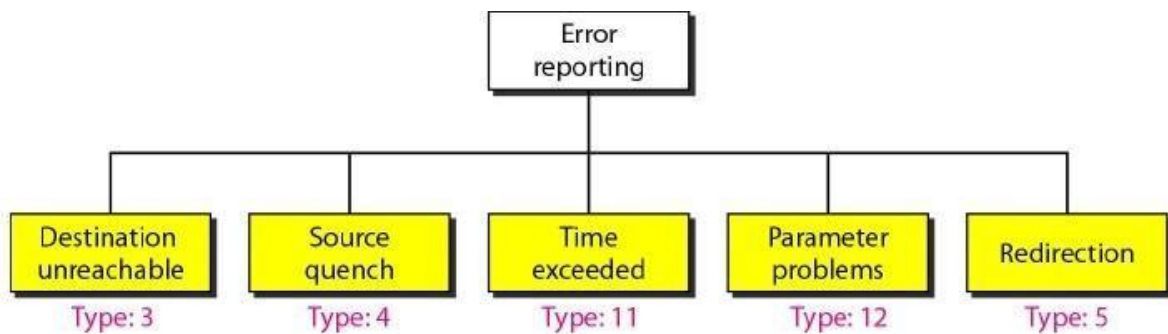 Error
reporting
Destination
unreachable
Source
quench
Time
exceeded
Parameter
problems
Redirection
Type: 3
Type: 4
Type: 11
Type: 12
Type: 5